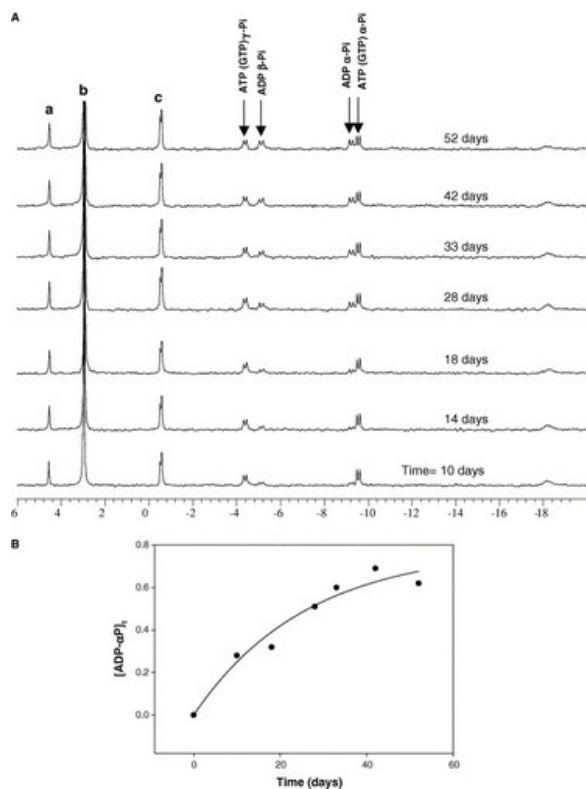 A
ATP (GTP) γ-Pi
ADP β-Pi
ADP α-Pi
ATP (GTP) α-Pi
a
b
c
52 days
42 days
33 days
28 days
18 days
14 days
Time= 10 days
6 4 2 0 -2 -4 -6 -8 -10 -12 -14 -16 -18
B
0.8
0.6
0.4
0.2
0.0
[ADP-αP]t
0 20 40 60
Time (days)